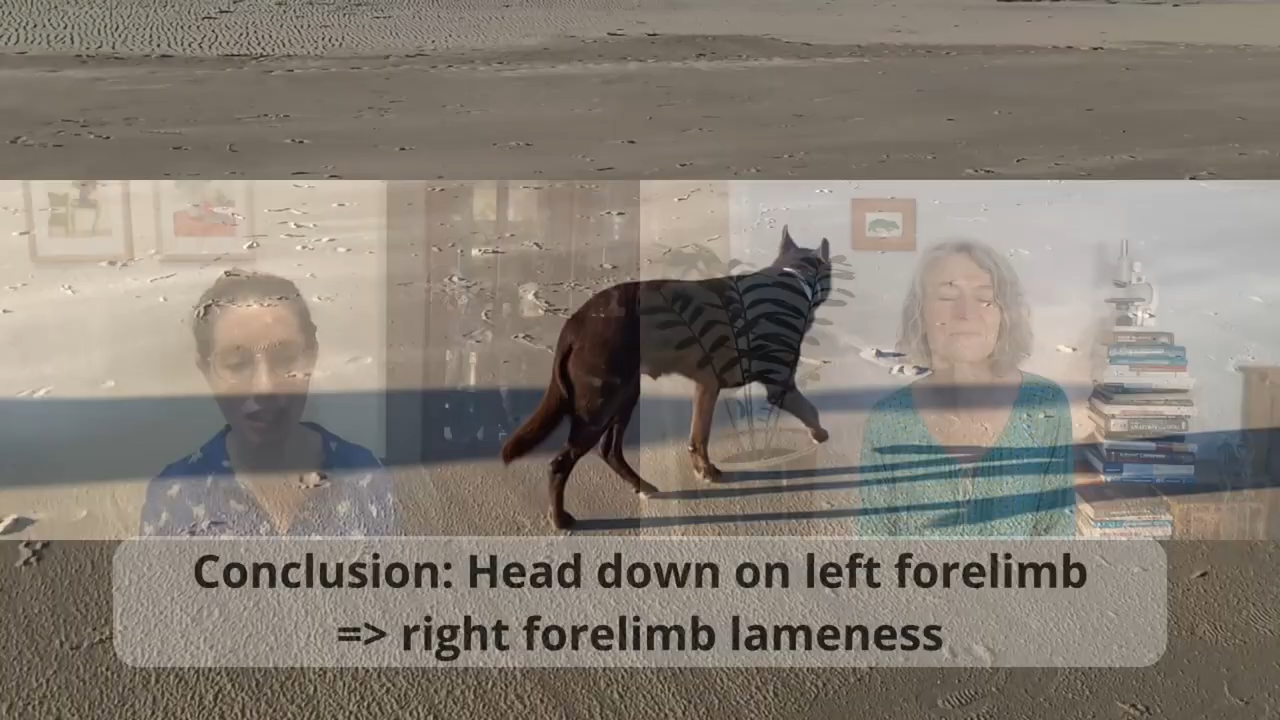 Conclusion: Head down on left forelimb
=> right forelimb lameness